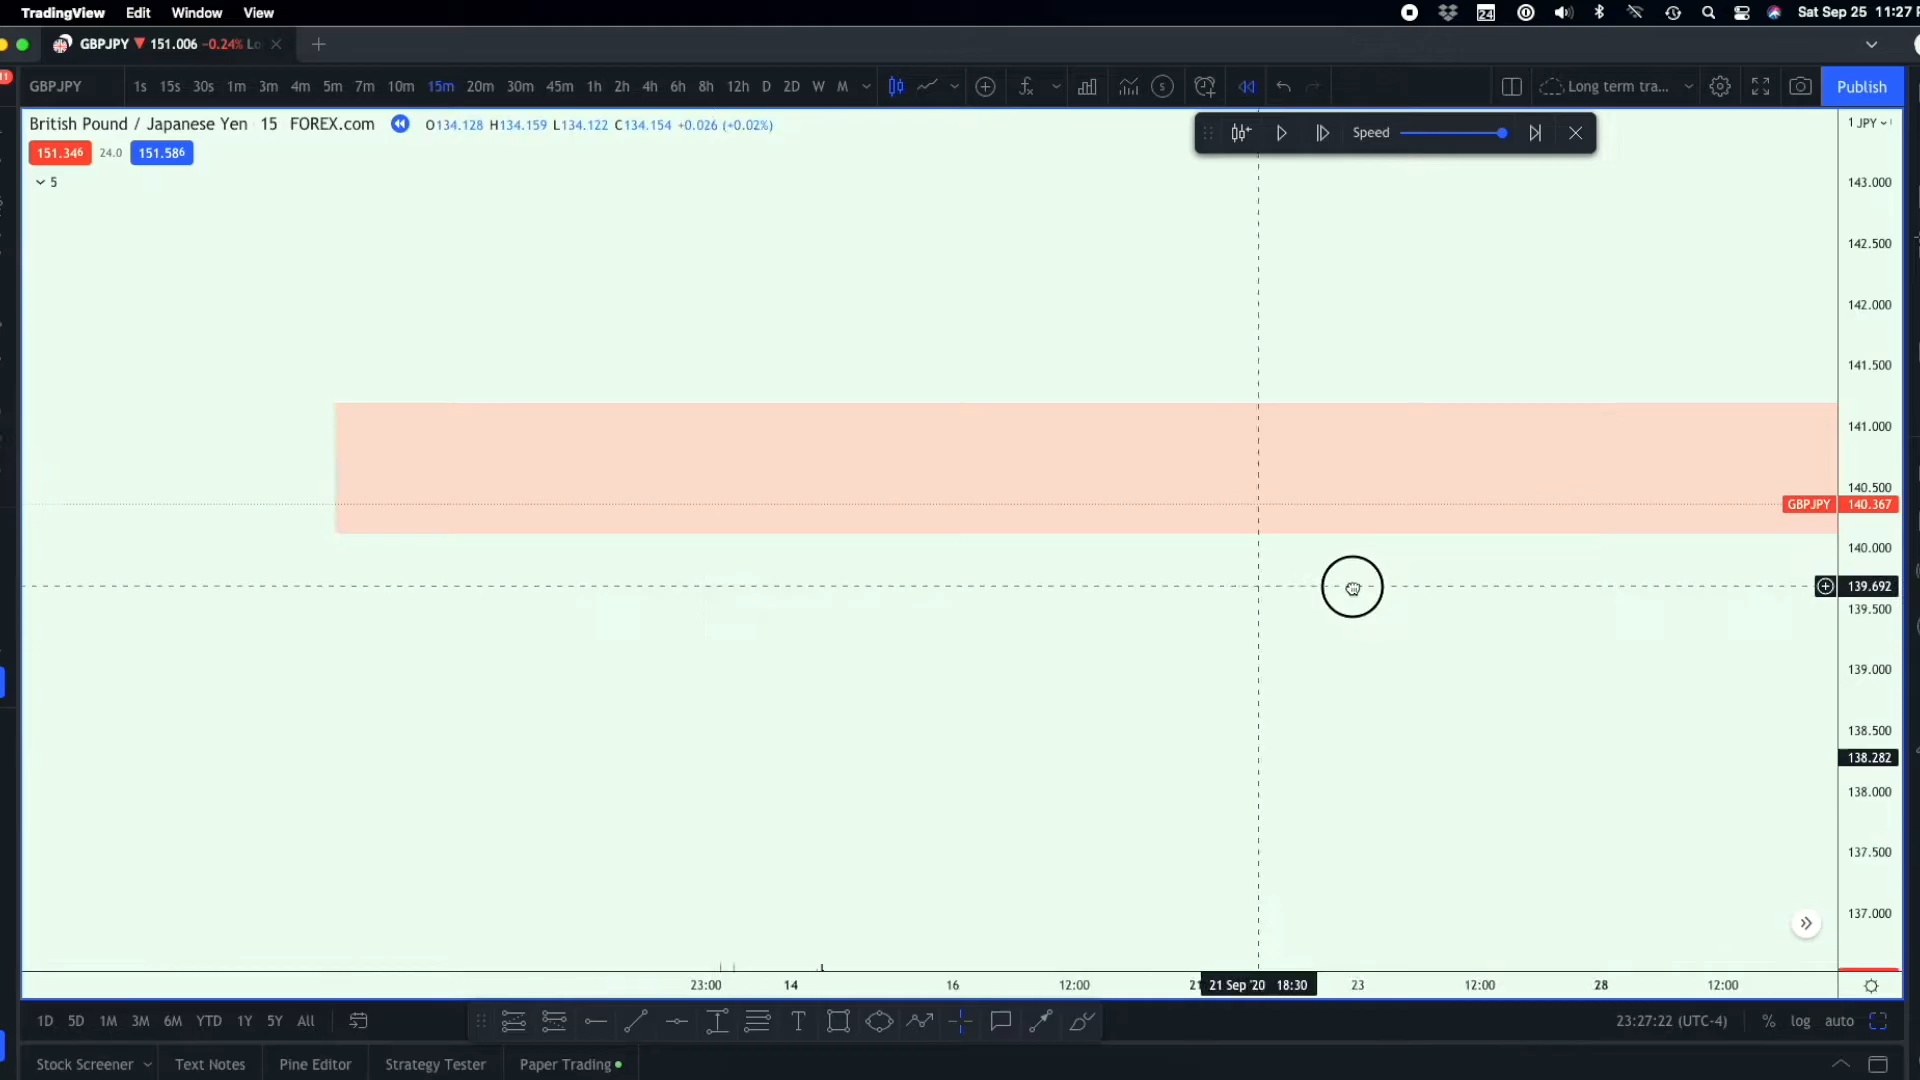 TradingView Edit Window View 24 Sat Sep 25 11:27
GBPJPY ▼ 151.006 -0.24% Lo
11
GBPJPY 1s 15s 30s 1m 3m 4m 5m 7m 10m 15m 20m 30m 45m 1h 2h 4h 6h 8h 12h D 2D W M Long term tra... Publish
British Pound / Japanese Yen 15 FOREX.com O134.128 H134.159 L134.122 C134.154 +0.026 (+0.02%)
Speed
1 JPY
151.346 24.0 151.586
5
143.000
142.500
142.000
141.500
141.000
140.500
GBPJPY 140.367
140.000
139.692
139.500
139.000
138.500
138.282
138.000
137.500
137.000
23:00 14 16 12:00 21 21 Sep '20 18:30 23 12:00 28 12:00
1D 5D 1M 3M 6M YTD 1Y 5Y All 23:27:22 (UTC-4) % log auto
Stock Screener Text Notes Pine Editor Strategy Tester Paper Trading